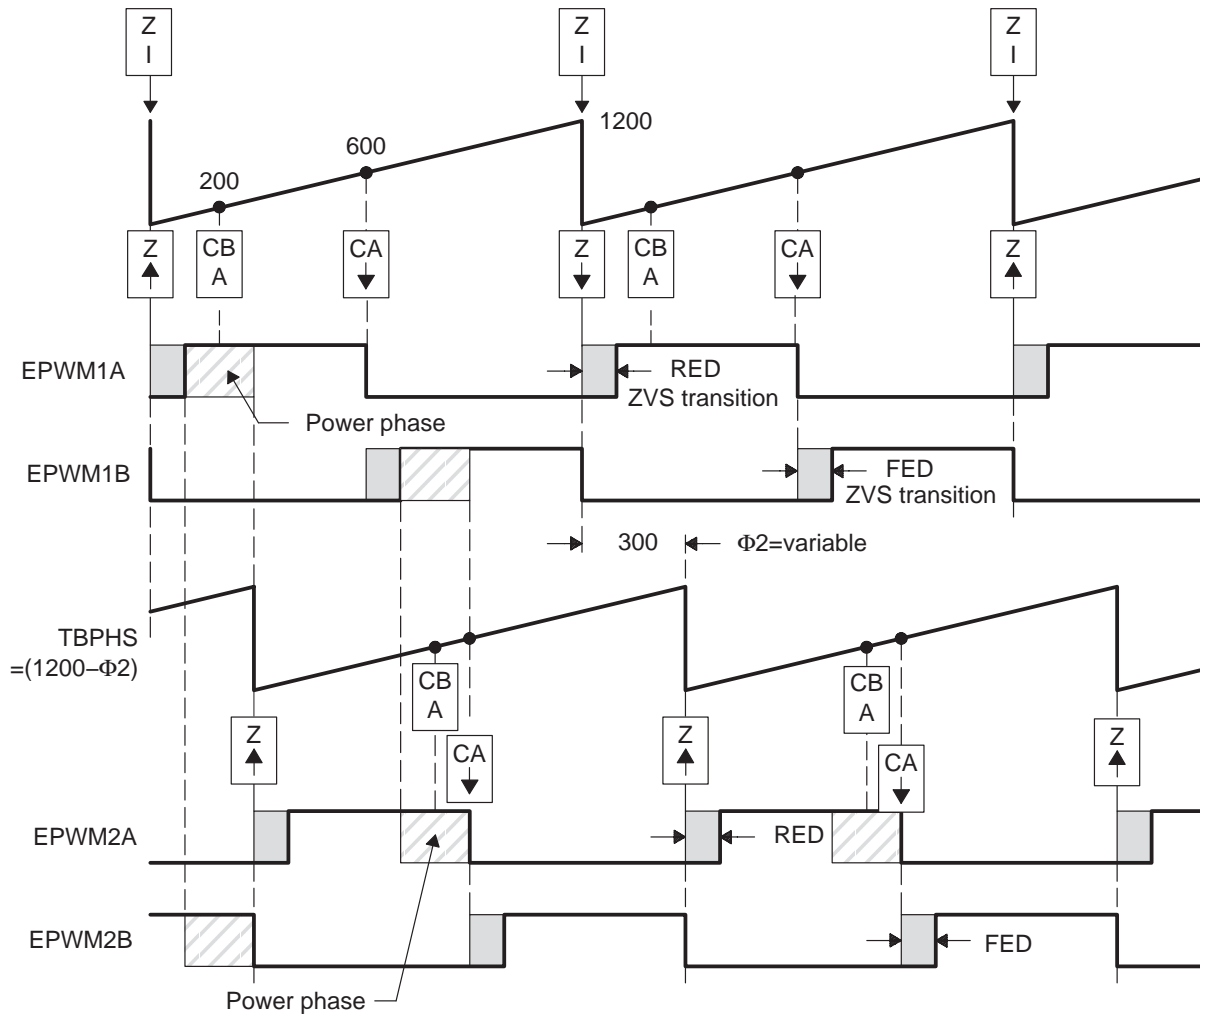 Z
I
Z
I
Z
I
1200
600
200
Z
CB
A
CA
Z
CB
A
CA
Z
EPWM1A
RED
ZVS transition
Power phase
EPWM1B
FED
ZVS transition
300
Φ2=variable
TBPHS
=(1200–Φ2)
CB
A
CB
A
Z
CA
Z
CA
Z
EPWM2A
RED
EPWM2B
FED
Power phase